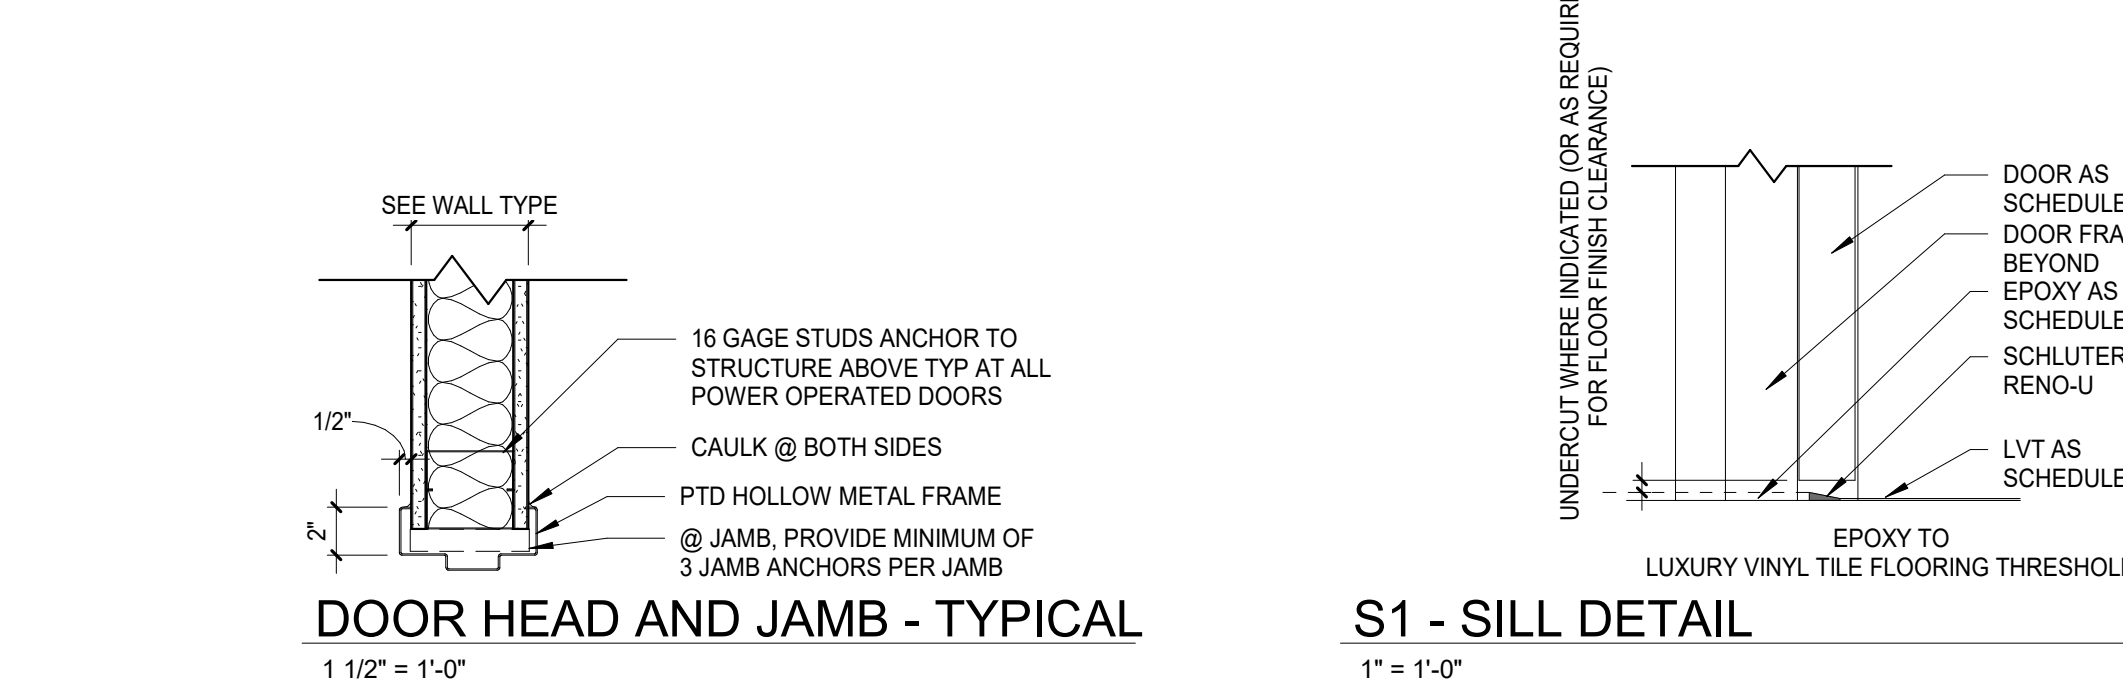 SEE WALL TYPE
1/2"
2"
16 GAGE STUDS ANCHOR TO
STRUCTURE ABOVE TYP AT ALL
POWER OPERATED DOORS
CAULK @ BOTH SIDES
PTD HOLLOW METAL FRAME
@ JAMB, PROVIDE MINIMUM OF
3 JAMB ANCHORS PER JAMB
DOOR HEAD AND JAMB - TYPICAL
1 1/2" = 1'-0"
UNDERCUT WHERE INDICATED (OR AS
FOR FLOOR FINISH CLEARANCE)
DOOR AS
DOOR
BEYOND
EPOXY AS
SCHLUTER
RENO-U
LVT AS
EPOXY TO
LUXURY VINYL TILE FLOORING
S1 - SILL DETAIL
1" = 1'-0"